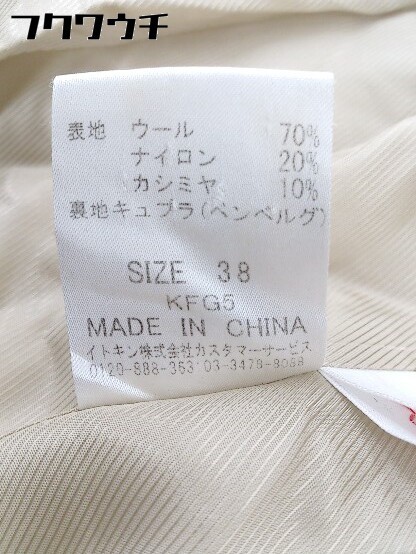 フクワウチ
表地 ウール 70%
ナイロン 20%
カシミヤ 10%
裏地キュプラ(ベンベルグ)
SIZE 38
KFG5
MADE IN CHINA
イトキン株式会社カスタマーサービス
0120-888-363 03-3478-8088